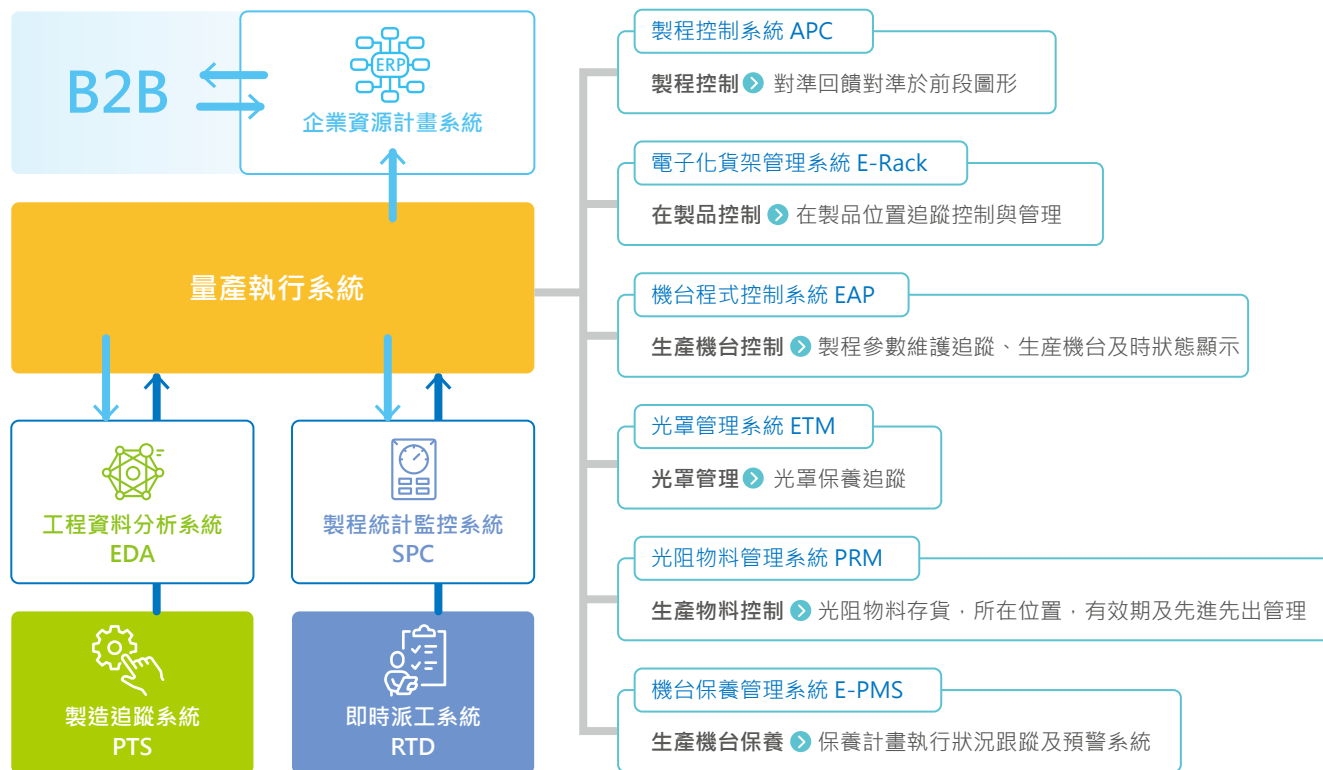 B2B
ERP
企業資源計畫系統
量產執行系統
工程資料分析系統
EDA
製程統計監控系統
SPC
製造追蹤系統
PTS
即時派工系統
RTD
製程控制系統 APC
製程控制 對準回饋對準於前段圖形
電子化貨架管理系統 E-Rack
在製品控制 在製品位置追蹤控制與管理
機台程式控制系統 EAP
生產機台控制 製程參數維護追蹤、生産機台及時狀態顯示
光罩管理系統 ETM
光罩管理 光罩保養追蹤
光阻物料管理系統 PRM
生產物料控制 光阻物料存貨．所在位置．有效期及先進先出管理
機台保養管理系統 E-PMS
生產機台保養 保養計畫執行狀況跟蹤及預警系統